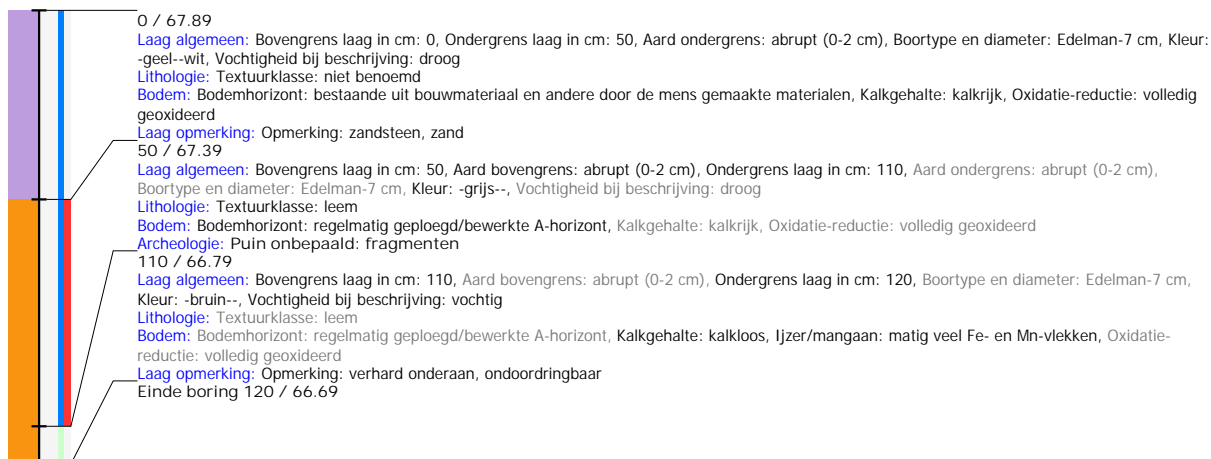 0 / 67.89
Laag algemeen: Bovengrens laag in cm: 0, Ondergrens laag in cm: 50, Aard ondergrens: abrupt (0-2 cm), Boortype en diameter: Edelman-7 cm, Kleur:
-geel--wit, Vochtigheid bij beschrijving: droog
Lithologie: Textuurklasse: niet benoemd
Bodem: Bodemhorizont: bestaande uit bouwmateriaal en andere door de mens gemaakte materialen, Kalkgehalte: kalkrijk, Oxidatie-reductie: volledig
geoxideerd
Laag opmerking: Opmerking: zandsteen, zand
50 / 67.39
Laag algemeen: Bovengrens laag in cm: 50, Aard bovengrens: abrupt (0-2 cm), Ondergrens laag in cm: 110, Aard ondergrens: abrupt (0-2 cm),
Boortype en diameter: Edelman-7 cm, Kleur: -grijs--, Vochtigheid bij beschrijving: droog
Lithologie: Textuurklasse: leem
Bodem: Bodemhorizont: regelmatig geploegd/bewerkte A-horizont, Kalkgehalte: kalkrijk, Oxidatie-reductie: volledig geoxideerd
Archeologie: Puin onbepaald: fragmenten
110 / 66.79
Laag algemeen: Bovengrens laag in cm: 110, Aard bovengrens: abrupt (0-2 cm), Ondergrens laag in cm: 120, Boortype en diameter: Edelman-7 cm,
Kleur: -bruin--, Vochtigheid bij beschrijving: vochtig
Lithologie: Textuurklasse: leem
Bodem: Bodemhorizont: regelmatig geploegd/bewerkte A-horizont, Kalkgehalte: kalkloos, Ijzer/mangaan: matig veel Fe- en Mn-vlekken, Oxidatie-
reductie: volledig geoxideerd
Laag opmerking: Opmerking: verhard onderaan, ondoordringbaar
Einde boring 120 / 66.69